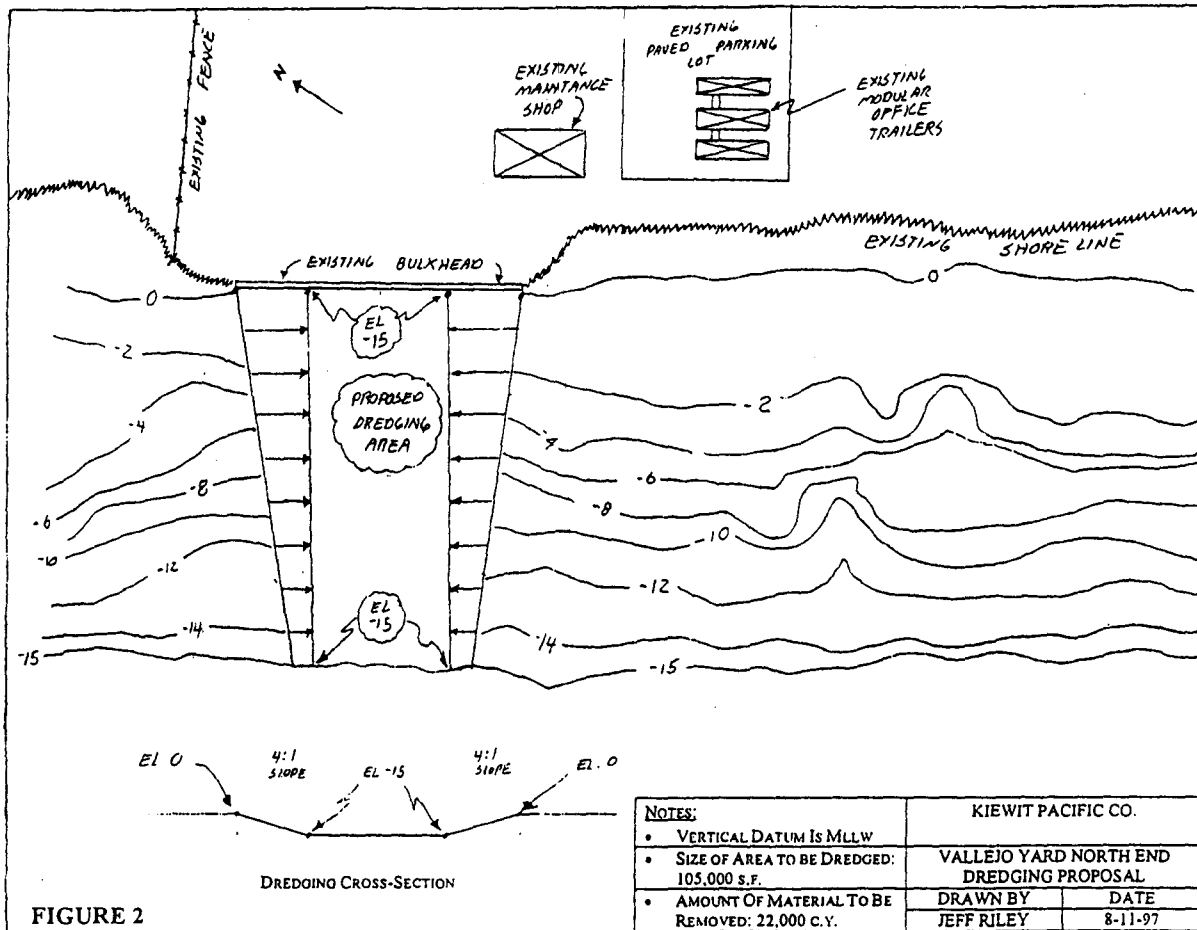 EXISTING FENCE
N
EXISTING
MAINTANCE
SHOP
EXISTING
PAVED PARKING
LOT
EXISTING
MODULAR
OFFICE
TRAILERS
EXISTING SHORE LINE
EXISTING BULKHEAD
0
0
EL
-15
-2
-2
PROPOSED
DREDGING
AREA
-4
-4
-6
-8
-8
-6
-10
-10
-12
-12
EL
-15
-14
-14
-15
-15
El 0
4:1
SLOPE
EL -15
4:1
SLOPE
EL. 0
DREDGING CROSS-SECTION
FIGURE 2
NOTES:
• VERTICAL DATUM IS MLLW
• SIZE OF AREA TO BE DREDGED:
105,000 S.F.
• AMOUNT OF MATERIAL TO BE
REMOVED: 22,000 C.Y.
KIEWIT PACIFIC CO.
VALLEJO YARD NORTH END
DREDGING PROPOSAL
DRAWN BY DATE
JEFF RILEY 8-11-97